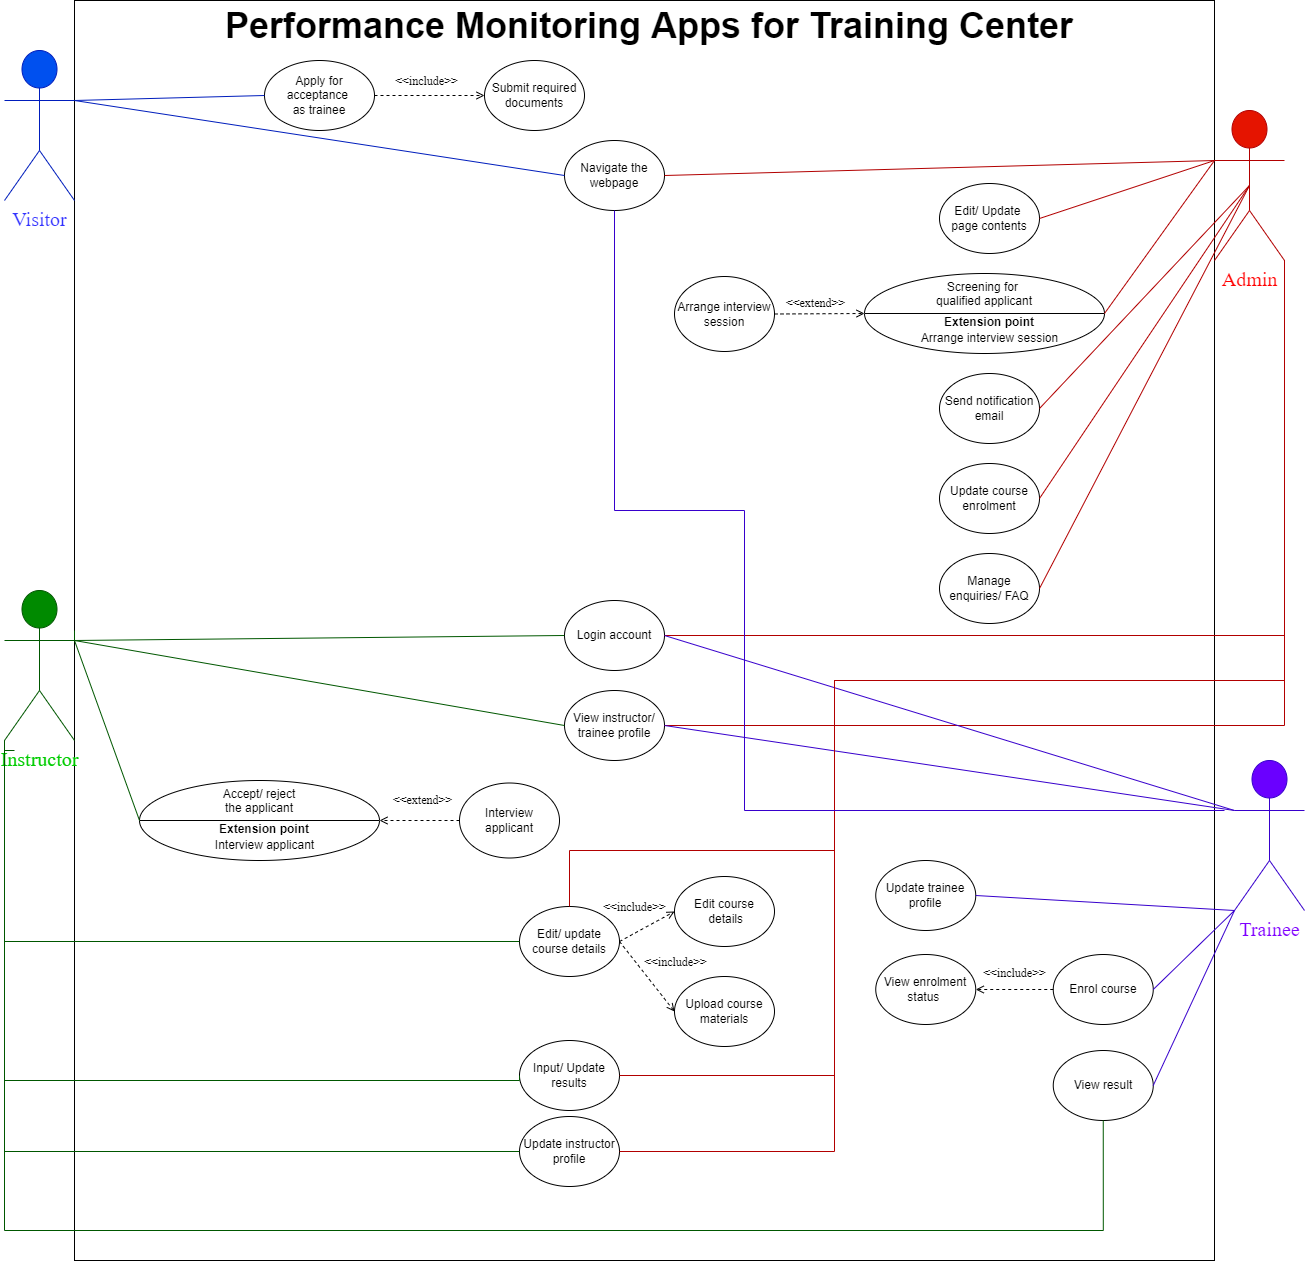 Performance Monitoring Apps for Training Center
Apply for
acceptance
as trainee
<<include>>
Submit required
documents
Navigate the
webpage
Visitor
Edit/ Update
page contents
Admin
Arrange interview
session
<<extend>>
Screening for
qualified applicant
Extension point
Arrange interview session
Send notification
email
Update course
enrolment
Manage
enquiries/ FAQ
Login account
View instructor/
trainee profile
Instructor
Accept/ reject
the applicant
Extension point
Interview applicant
<<extend>>
Interview
applicant
Edit/ update
course details
<<include>>
Edit course
details
<<include>>
Upload course
materials
Update trainee
profile
Trainee
View enrolment
status
<<include>>
Enrol course
Input/ Update
results
View result
Update instructor
profile